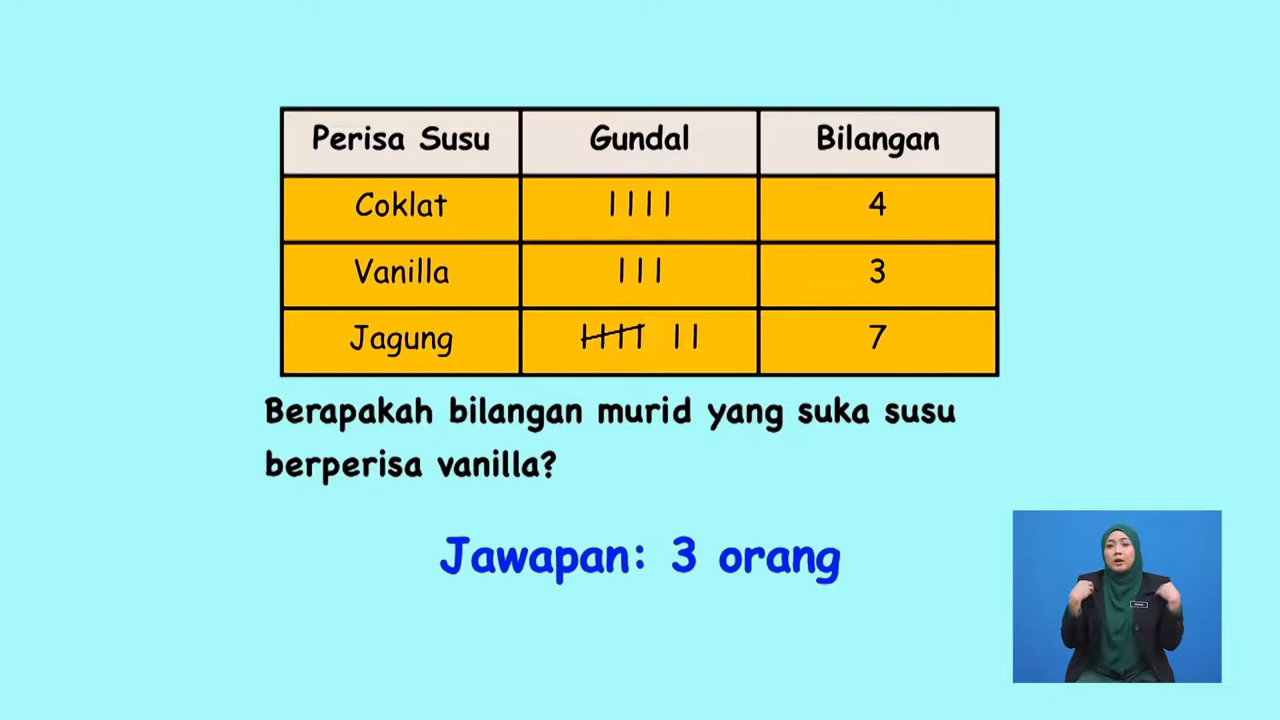 Perisa Susu Gundal Bilangan
Coklat 4
Vanilla 3
Jagung 7
Berapakah bilangan murid yang suka susu
berperisa vanilla?
Jawapan: 3 orang